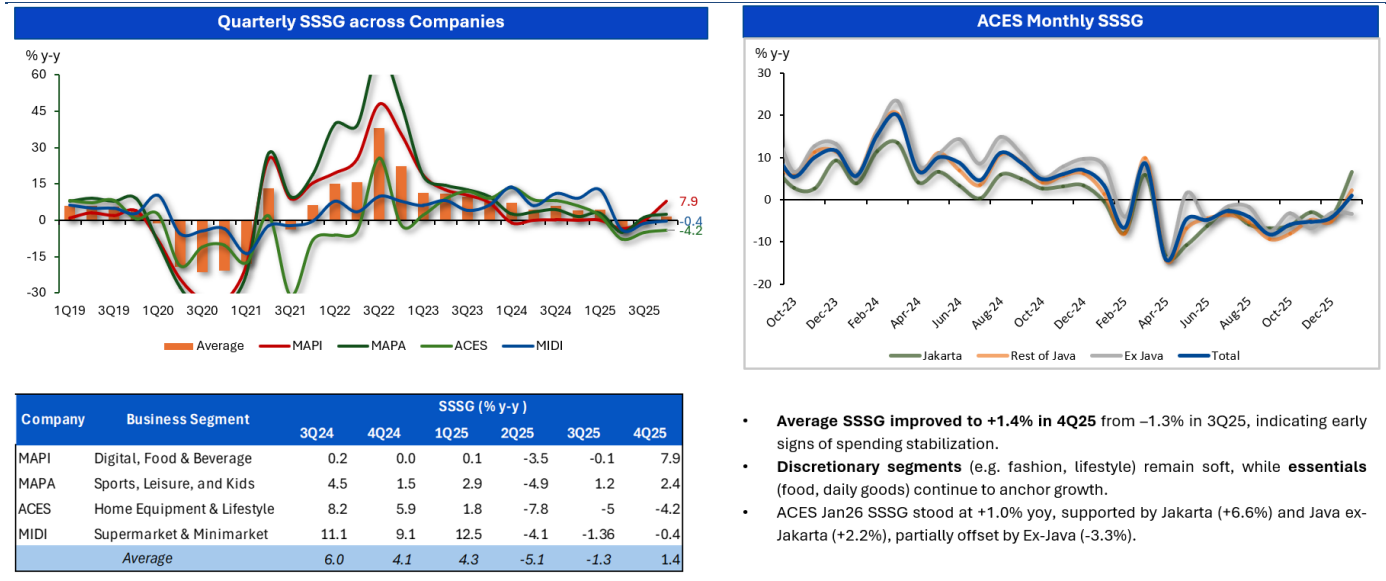 Quarterly SSSG across Companies
% y-y
60
45
30
15
0
-15
-30
7.9
-0.4
-4.2
1Q19 3Q19 1Q20 3Q20 1Q21 3Q21 1Q22 3Q22 1Q23 3Q23 1Q24 3Q24 1Q25 3Q25
Average MAPI MAPA ACES MIDI
ACES Monthly SSSG
% y-y
30
20
10
0
-10
-20
Oct-23 Dec-23 Feb-24 Apr-24 Jun-24 Aug-24 Oct-24 Dec-24 Feb-25 Apr-25 Jun-25 Aug-25 Oct-25 Dec-25
Jakarta Rest of Java Ex Java Total
Company Business Segment SSSG (% y-y )
3Q24 4Q24 1Q25 2Q25 3Q25 4Q25
MAPI Digital, Food & Beverage 0.2 0.0 0.1 -3.5 -0.1 7.9
MAPA Sports, Leisure, and Kids 4.5 1.5 2.9 -4.9 1.2 2.4
ACES Home Equipment & Lifestyle 8.2 5.9 1.8 -7.8 -5 -4.2
MIDI Supermarket & Minimarket 11.1 9.1 12.5 -4.1 -1.36 -0.4
Average 6.0 4.1 4.3 -5.1 -1.3 1.4
• Average SSSG improved to +1.4% in 4Q25 from –1.3% in 3Q25, indicating early
signs of spending stabilization.
• Discretionary segments (e.g. fashion, lifestyle) remain soft, while essentials
(food, daily goods) continue to anchor growth.
• ACES Jan26 SSSG stood at +1.0% yoy, supported by Jakarta (+6.6%) and Java ex-
Jakarta (+2.2%), partially offset by Ex-Java (-3.3%).